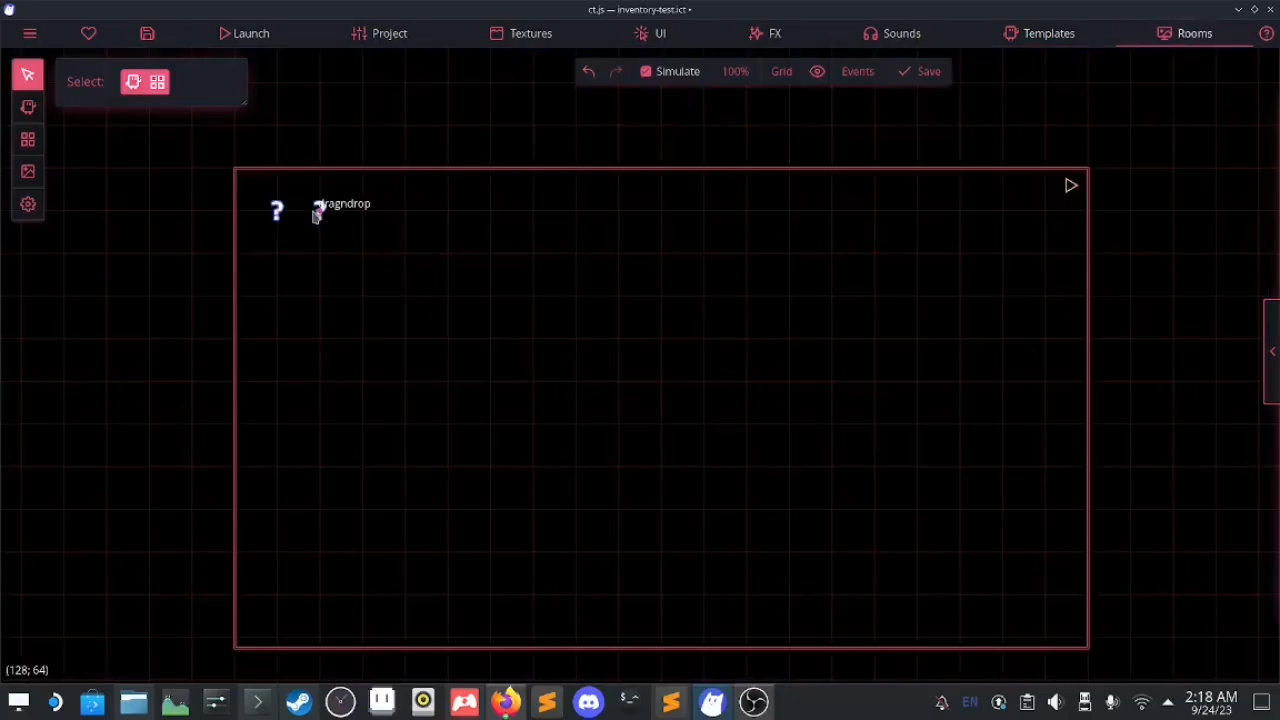 ct.js — inventory-test.ict •
Launch
Project
Textures
UI
FX
Sounds
Templates
Rooms
Select:
Simulate
100%
Grid
Events
Save
? ?
(128; 64)
EN
2:18 AM
9/24/23